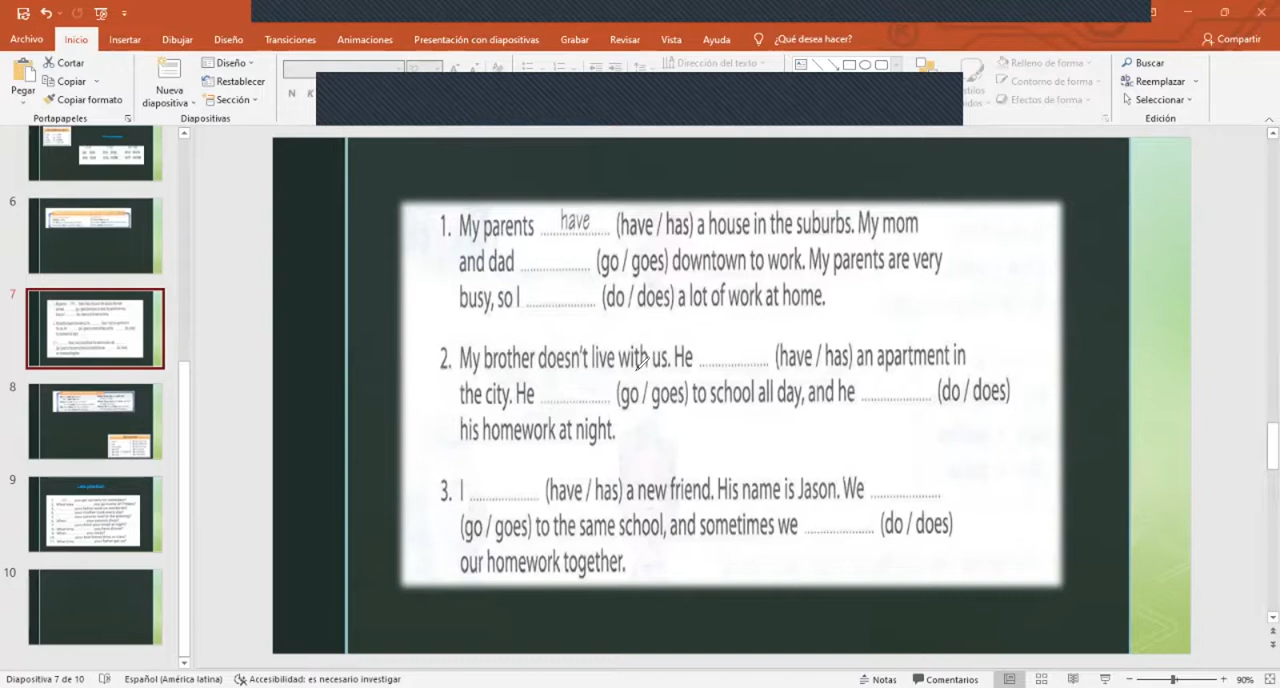 Archivo Inicio Insertar Dibujar Diseño Transiciones Animaciones Presentación con diapositivas Grabar Revisar Vista Ayuda ¿Qué desea hacer? Compartir
Pegar
Cortar
Copiar
Copiar formato
Portapapeles
Nueva
diapositiva
Diseño
Restablecer
Sección
Diapositivas
N K
Dirección del texto
Relleno de forma
Contorno de forma
Efectos de forma
Buscar
Reemplazar
Seleccionar
Edición
6
7
8
9
10
1. My parents have (have / has) a house in the suburbs. My mom
and dad ............... (go / goes) downtown to work. My parents are very
busy, so I ............... (do / does) a lot of work at home.
2. My brother doesn't live with us. He ............... (have / has) an apartment in
the city. He ............... (go / goes) to school all day, and he ............... (do / does)
his homework at night.
3. I ............... (have / has) a new friend. His name is Jason. We ...............
(go / goes) to the same school, and sometimes we ............... (do / does)
our homework together.
Diapositiva 7 de 10 Español (América latina) Accesibilidad: es necesario investigar Notas Comentarios 90%